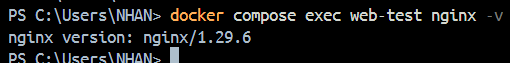 PS C:\Users\NHAN> docker compose exec web-test nginx -v
nginx version: nginx/1.29.6
PS C:\Users\NHAN>